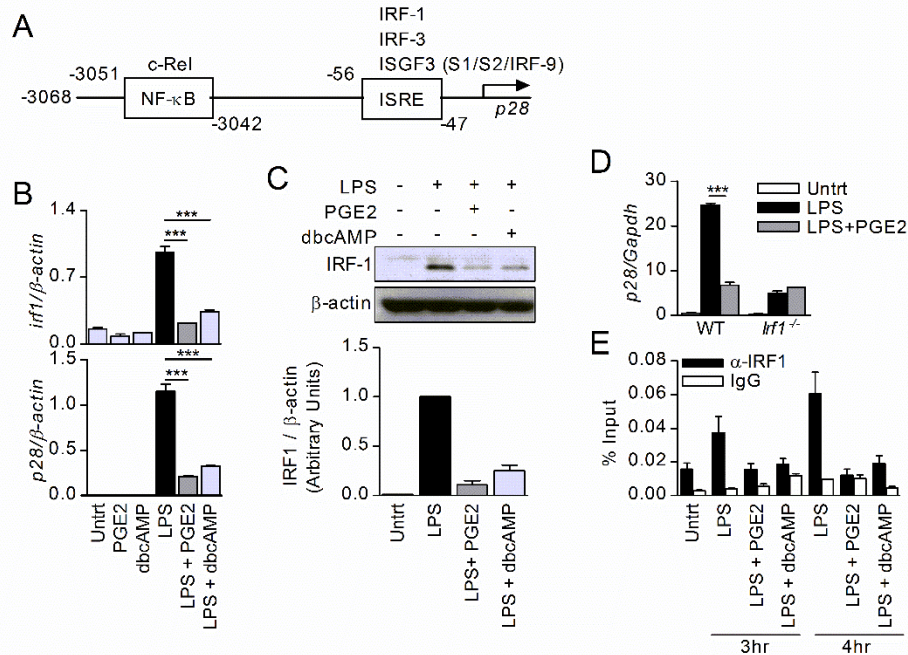 A
IRF-1
IRF-3
ISGF3 (S1/S2/IRF-9)
c-Rel
-3051
-56
-3068
NF-κB
ISRE
p28
-3042
-47
B
1.4
0.7
0.0
irf1/β-actin
***
***
1.0
0.5
0.0
p28/β-actin
***
***
Untrt
PGE2
dbcAMP
LPS
LPS + PGE2
LPS + dbcAMP
C
LPS - + + +
PGE2 - - +
dbcAMP - - +
IRF-1
β-actin
1.5
1.0
0.5
0.0
IRF1 / β-actin
(Arbitrary Units)
Untrt
LPS
LPS+ PGE2
LPS + dbcAMP
D
30
20
10
0
p28/Gapdh
***
Untrt
LPS
LPS+PGE2
WT
Irf1 -/-
E
0.08
0.06
0.04
0.02
0.00
% Input
α-IRF1
IgG
Untrt
LPS
LPS + PGE2
LPS + dbcAMP
LPS
LPS + PGE2
LPS + dbcAMP
3hr
4hr